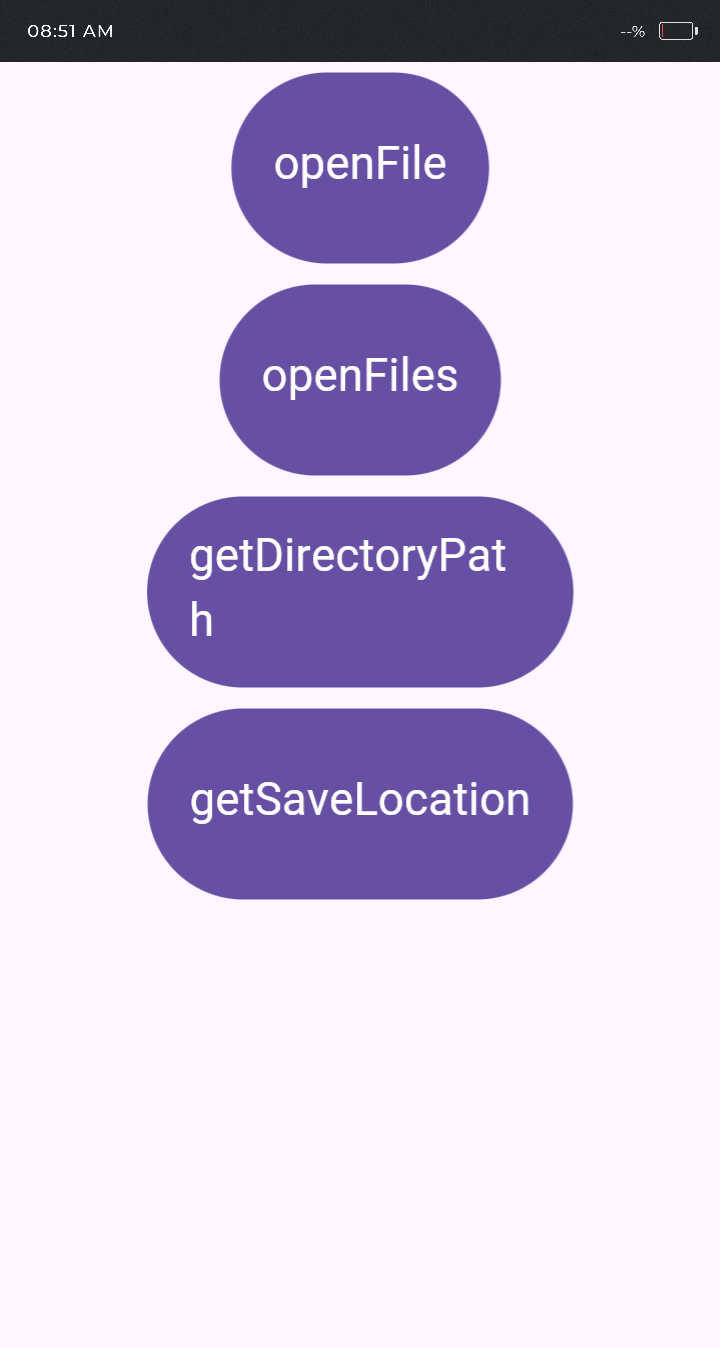 08:51 AM --%
openFile
openFiles
getDirectoryPat
h
getSaveLocation